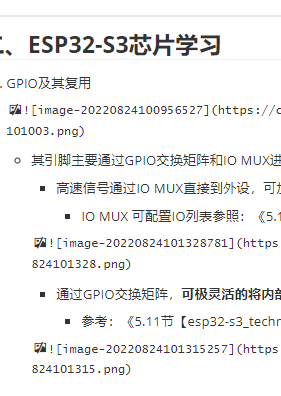 、ESP32-S3芯片学习
. GPIO及其复用
![image-20220824100956527](https://c
101003.png)
其引脚主要通过GPIO交换矩阵和IO MUX进
高速信号通过IO MUX直接到外设，可
IO MUX 可配置IO列表参照：《5.1
![image-20220824101328781](https
824101328.png)
通过GPIO交换矩阵，可极灵活的将内部
参考：《5.11节【esp32-s3_techn
![image-20220824101315257](https:
824101315.png)